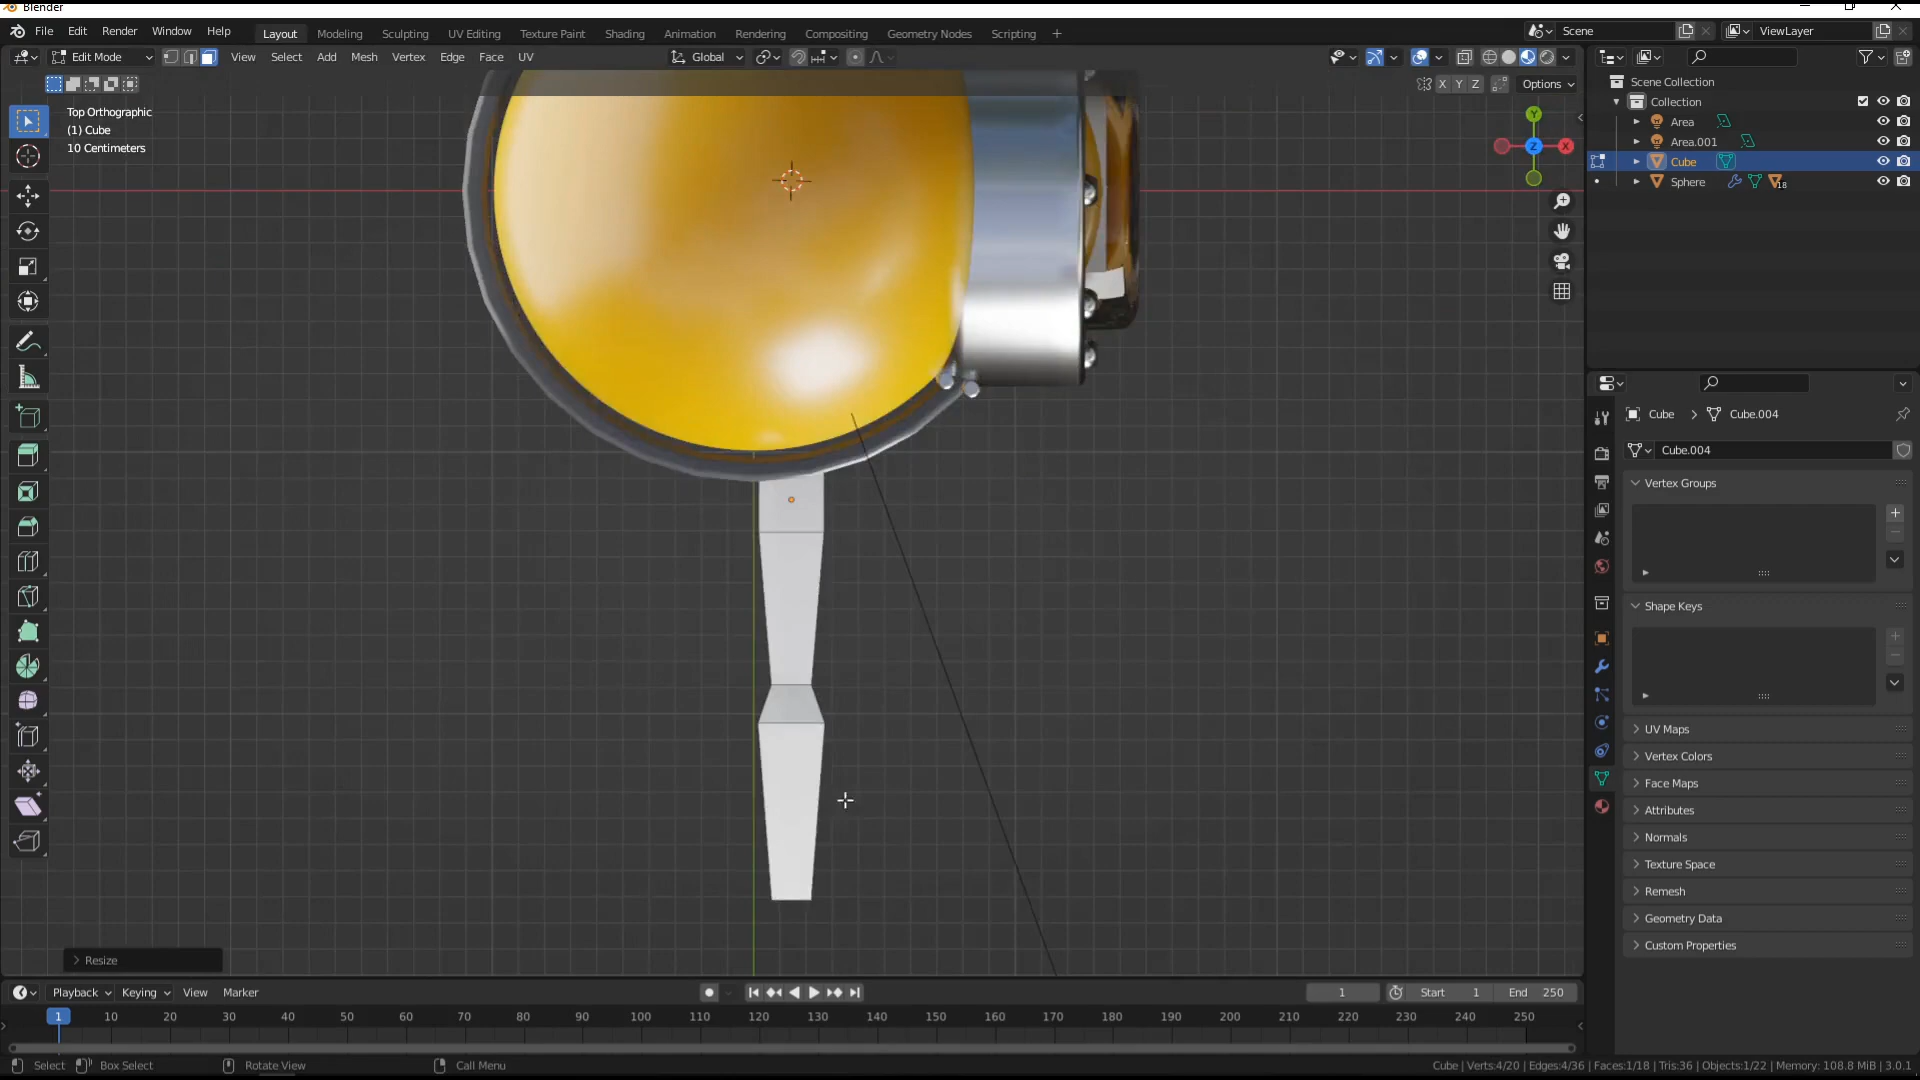 Blender
File Edit Render Window Help Layout Modeling Sculpting UV Editing Texture Paint Shading Animation Rendering Compositing Geometry Nodes Scripting + Scene ViewLayer
Edit Mode View Select Add Mesh Vertex Edge Face UV Global
X Y Z Options
Top Orthographic
(1) Cube
10 Centimeters
Y
Z X
Scene Collection
Collection
Area
Area.001
Cube
Sphere 18
Cube > Cube.004
Cube.004
Vertex Groups
Shape Keys
UV Maps
Vertex Colors
Face Maps
Attributes
Normals
Texture Space
Remesh
Geometry Data
Custom Properties
Resize
Playback Keying View Marker 1 Start 1 End 250
1 10 20 30 40 50 60 70 80 90 100 110 120 130 140 150 160 170 180 190 200 210 220 230 240 250
Select Box Select Rotate View Call Menu Cube | Verts:4/20 | Edges:4/36 | Faces:1/18 | Tris:36 | Objects:1/22 | Memory: 108.8 MiB | 3.0.1